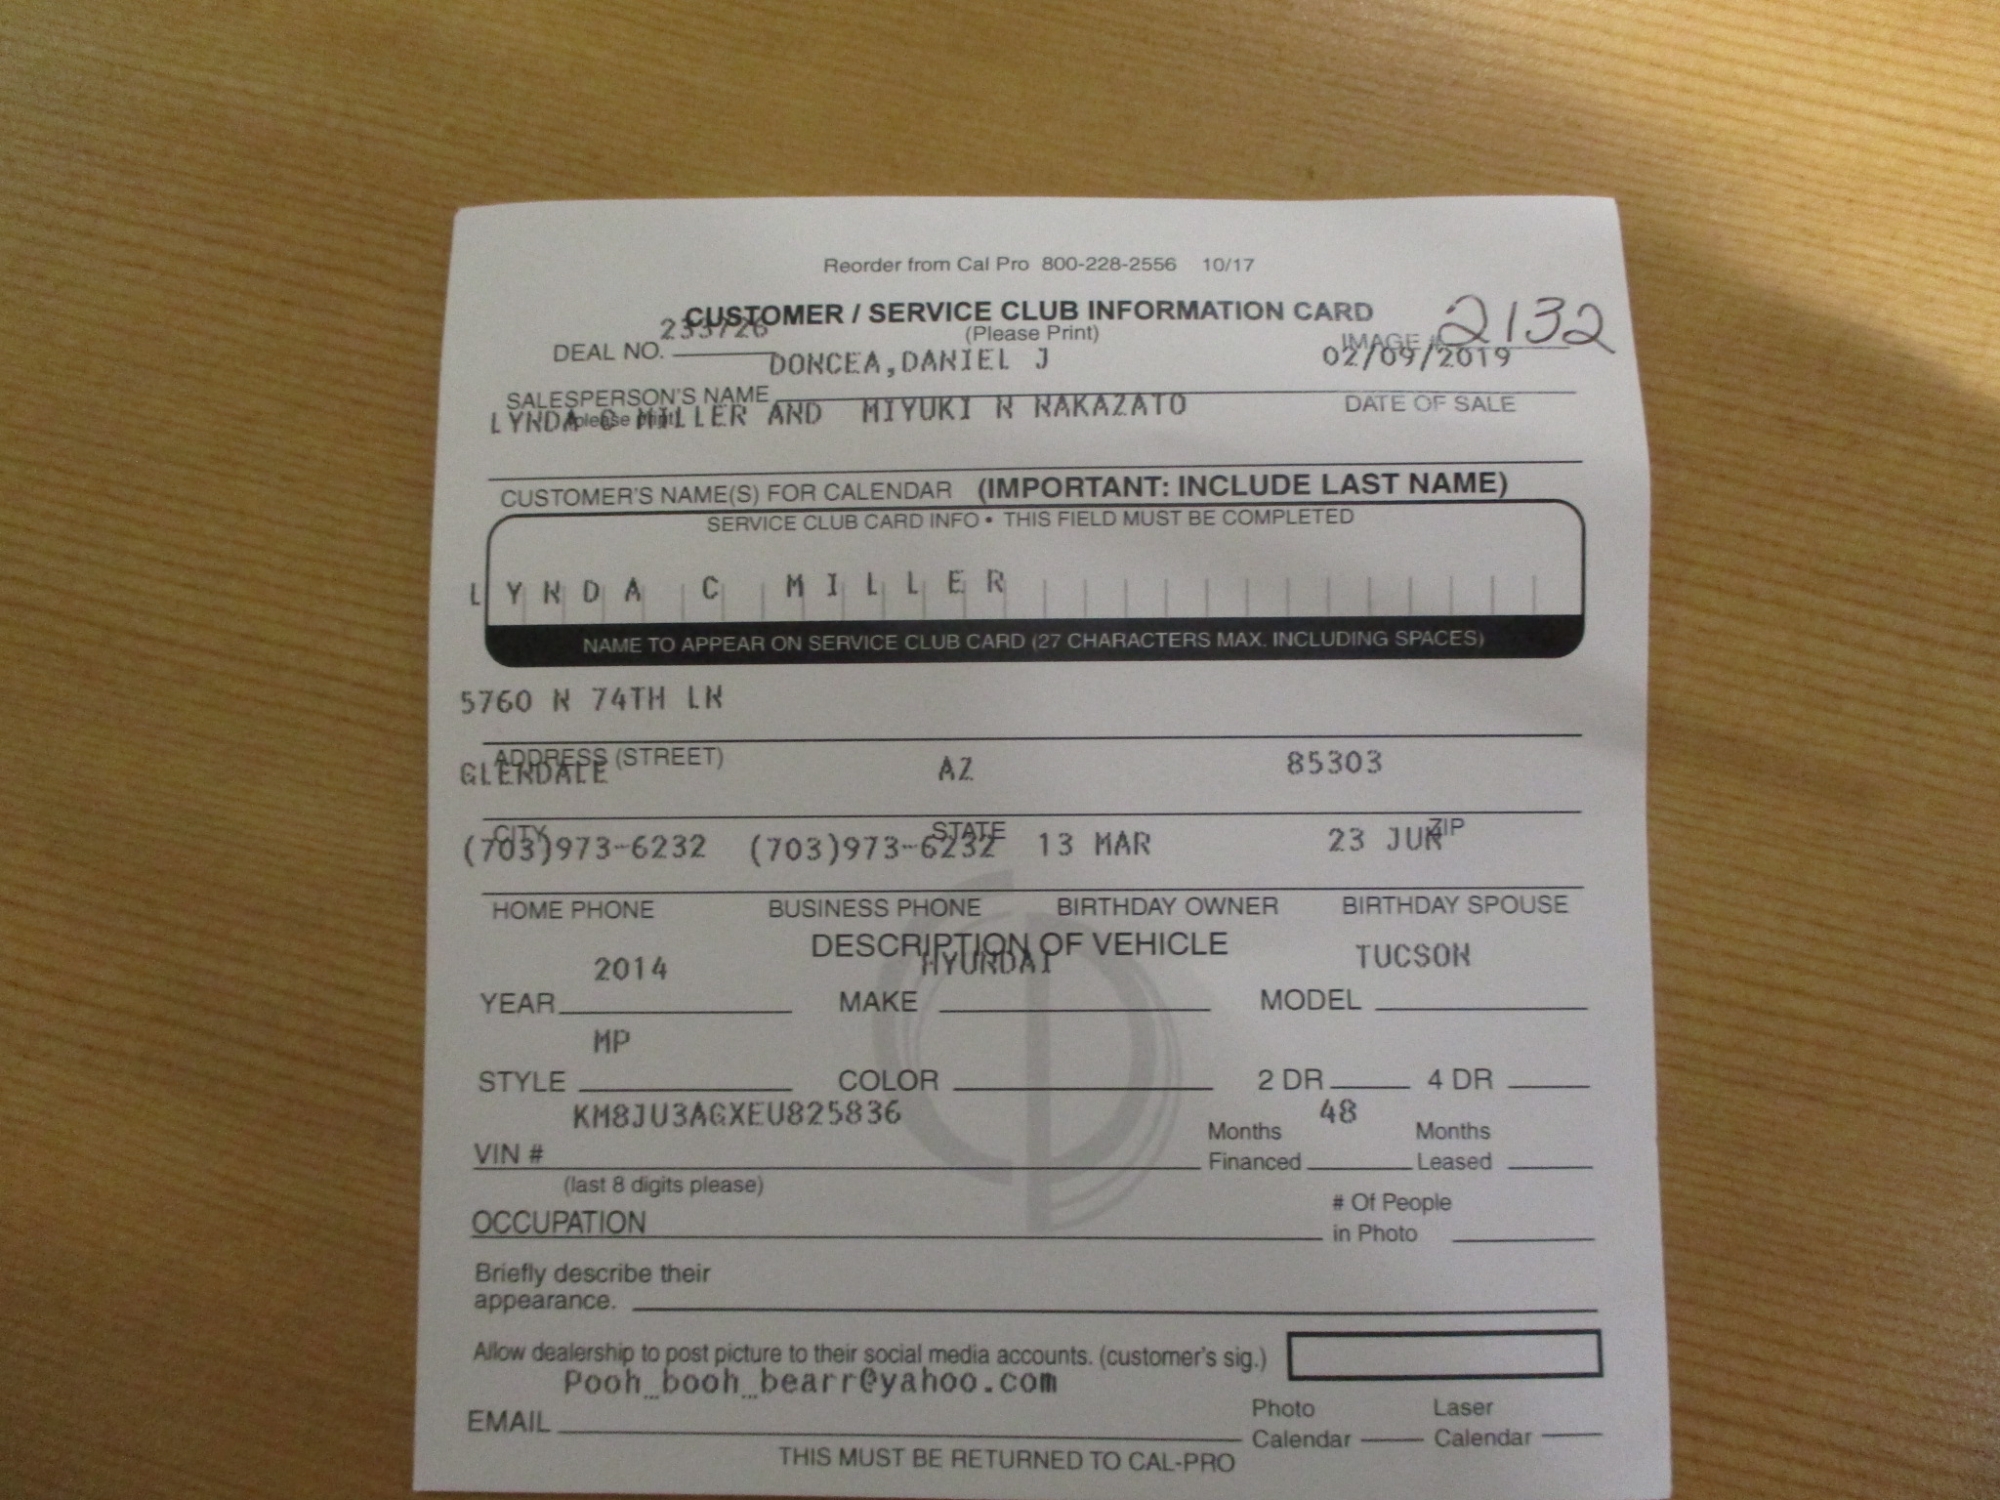 Reorder from Cal Pro 800-228-2556 10/17
CUSTOMER / SERVICE CLUB INFORMATION CARD
(Please Print)
DEAL NO. 233726
IMAGE # 2132
DONCEA,DANIEL J 02/09/2019
SALESPERSON'S NAME DATE OF SALE
(please print)
LYNDA C MILLER AND MIYUKI N NAKAZATO
CUSTOMER'S NAME(S) FOR CALENDAR (IMPORTANT: INCLUDE LAST NAME)
SERVICE CLUB CARD INFO • THIS FIELD MUST BE COMPLETED
LYNDA C MILLER
NAME TO APPEAR ON SERVICE CLUB CARD (27 CHARACTERS MAX. INCLUDING SPACES)
5760 N 74TH LN
ADDRESS (STREET)
GLENDALE AZ 85303
CITY STATE ZIP
(703)973-6232 (703)973-6232 13 MAR 23 JUN
HOME PHONE BUSINESS PHONE BIRTHDAY OWNER BIRTHDAY SPOUSE
DESCRIPTION OF VEHICLE
2014 HYUNDAI TUCSON
YEAR MAKE MODEL
MP
STYLE COLOR 2 DR 4 DR
KM8JU3AGXEU825836 48
VIN # Months Financed Months Leased
(last 8 digits please)
OCCUPATION # Of People in Photo
Briefly describe their
appearance.
Allow dealership to post picture to their social media accounts. (customer's sig.)
Pooh_booh_bearr@yahoo.com
EMAIL Photo Calendar Laser Calendar
THIS MUST BE RETURNED TO CAL-PRO